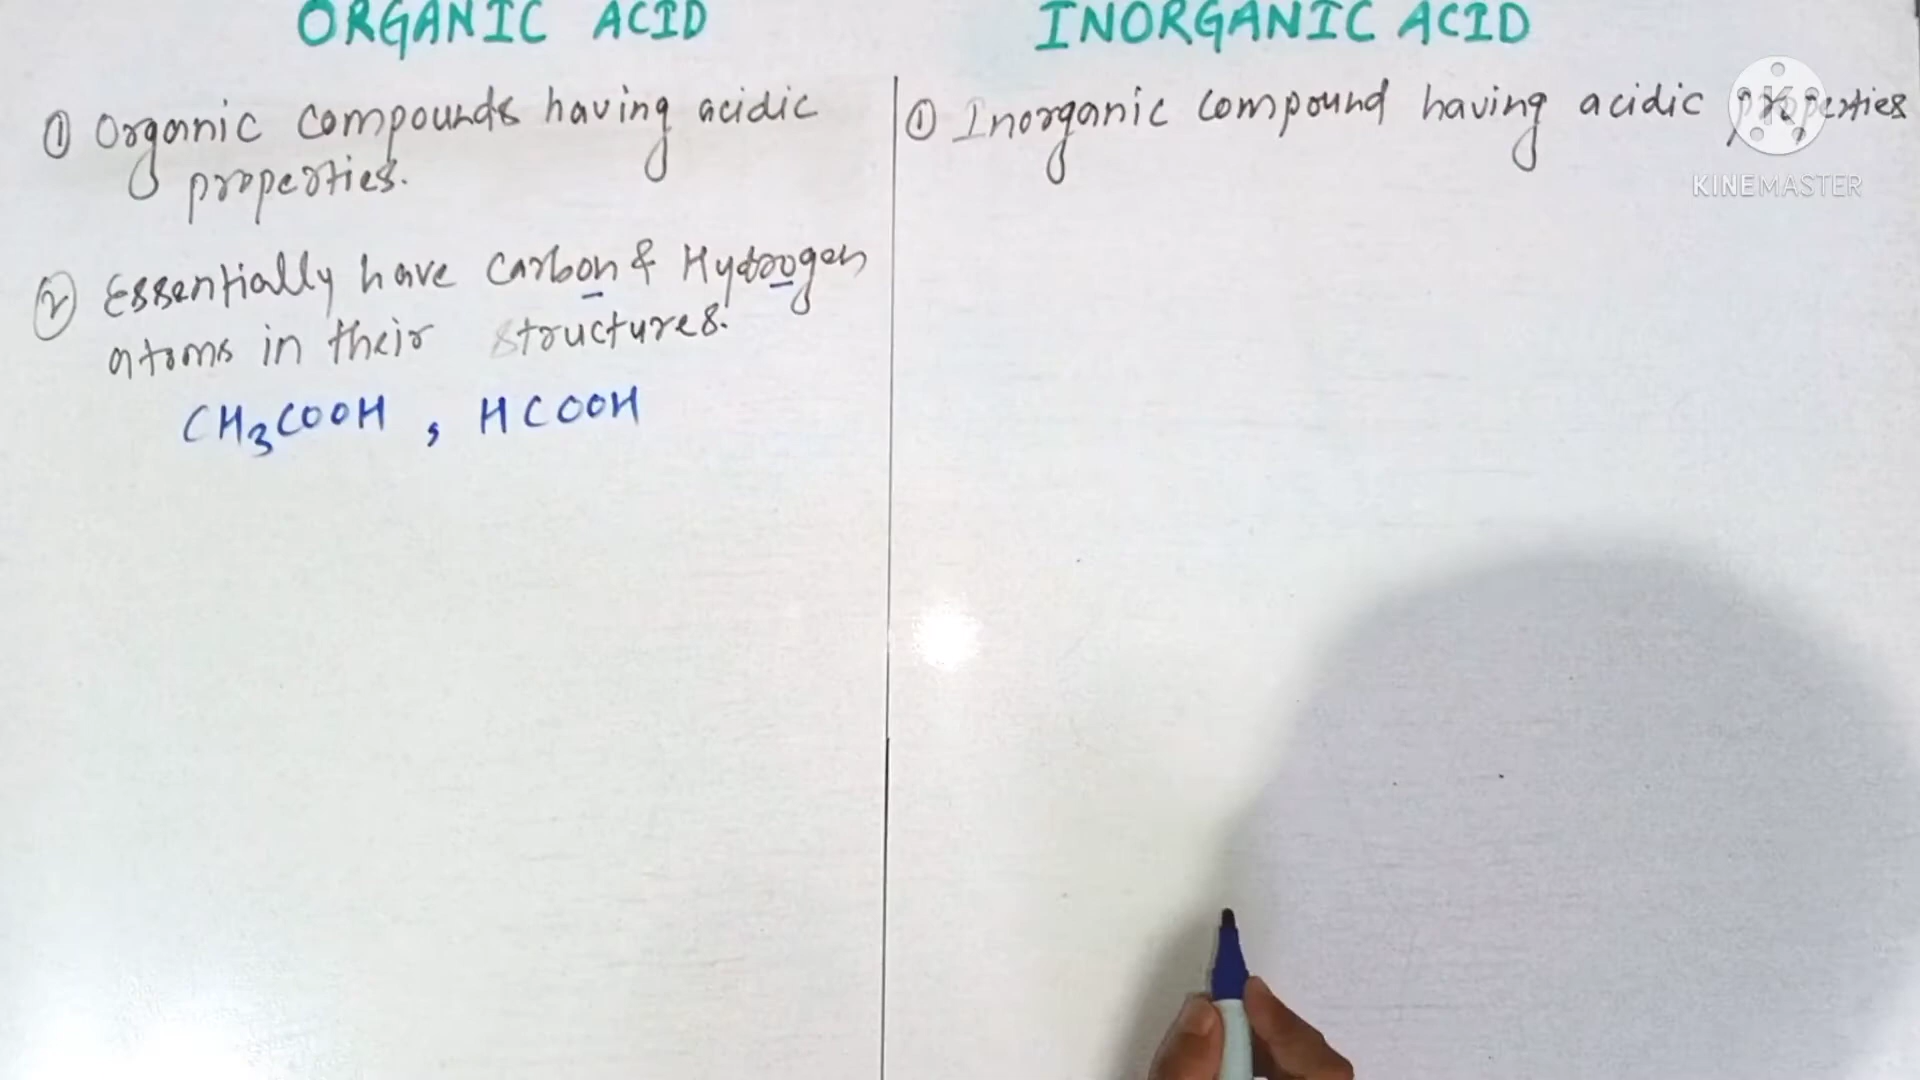 ORGANIC ACID
① Organic compounds having acidic
properties.
② Essentially have Carbon & Hydrogen
atoms in their structures.
CH3COOH, HCOOH
INORGANIC ACID
① Inorganic compound having acidic properties
K
KINEMASTER